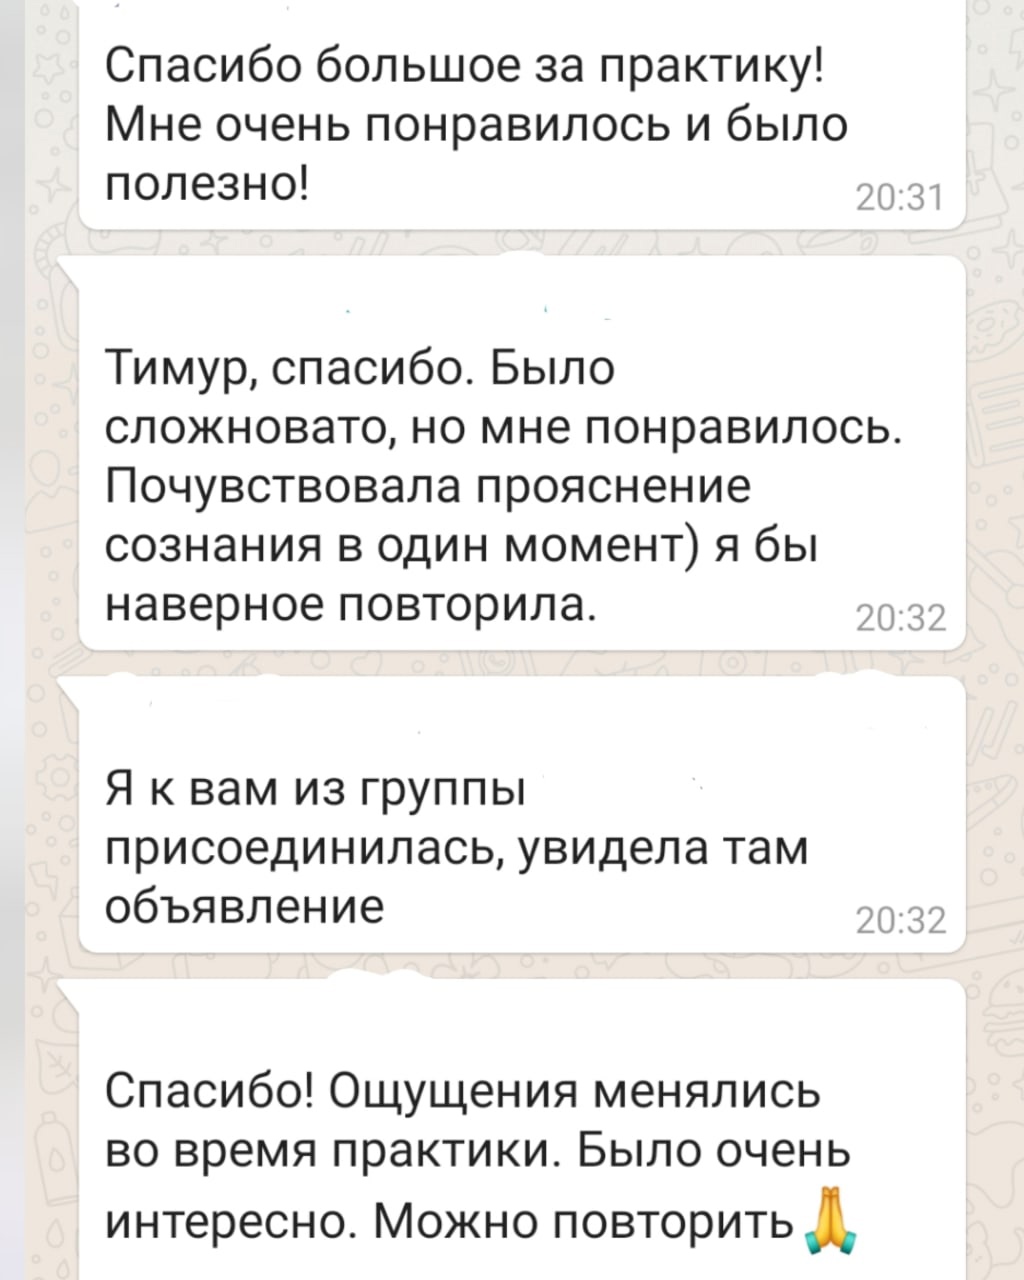 Спасибо большое за практику!
Мне очень понравилось и было
полезно!
20:31
Тимур, спасибо. Было
сложновато, но мне понравилось.
Почувствовала прояснение
сознания в один момент) я бы
наверное повторила.
20:32
Я к вам из группы
присоединилась, увидела там
объявление
20:32
Спасибо! Ощущения менялись
во время практики. Было очень
интересно. Можно повторить🙏